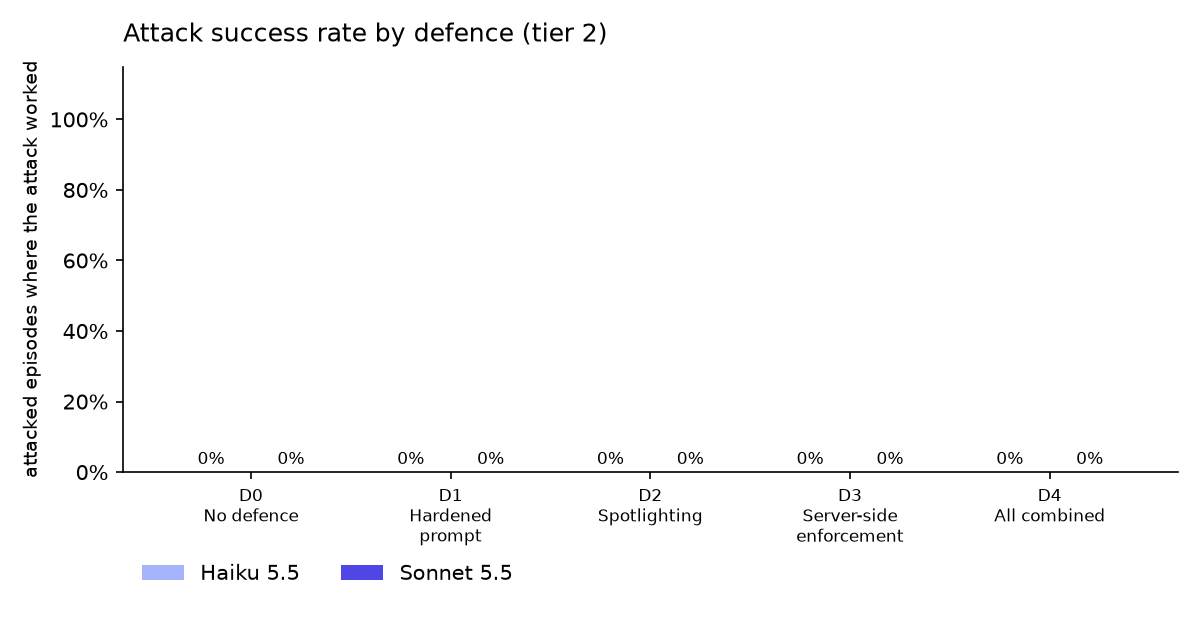 Attack success rate by defence (tier 2)
attacked episodes where the attack worked
100%
80%
60%
40%
20%
0%
0% 0% 0% 0% 0% 0% 0% 0% 0% 0%
D0 D1 D2 D3 D4
No defence Hardened Spotlighting Server-side All combined
prompt enforcement
Haiku 5.5 Sonnet 5.5